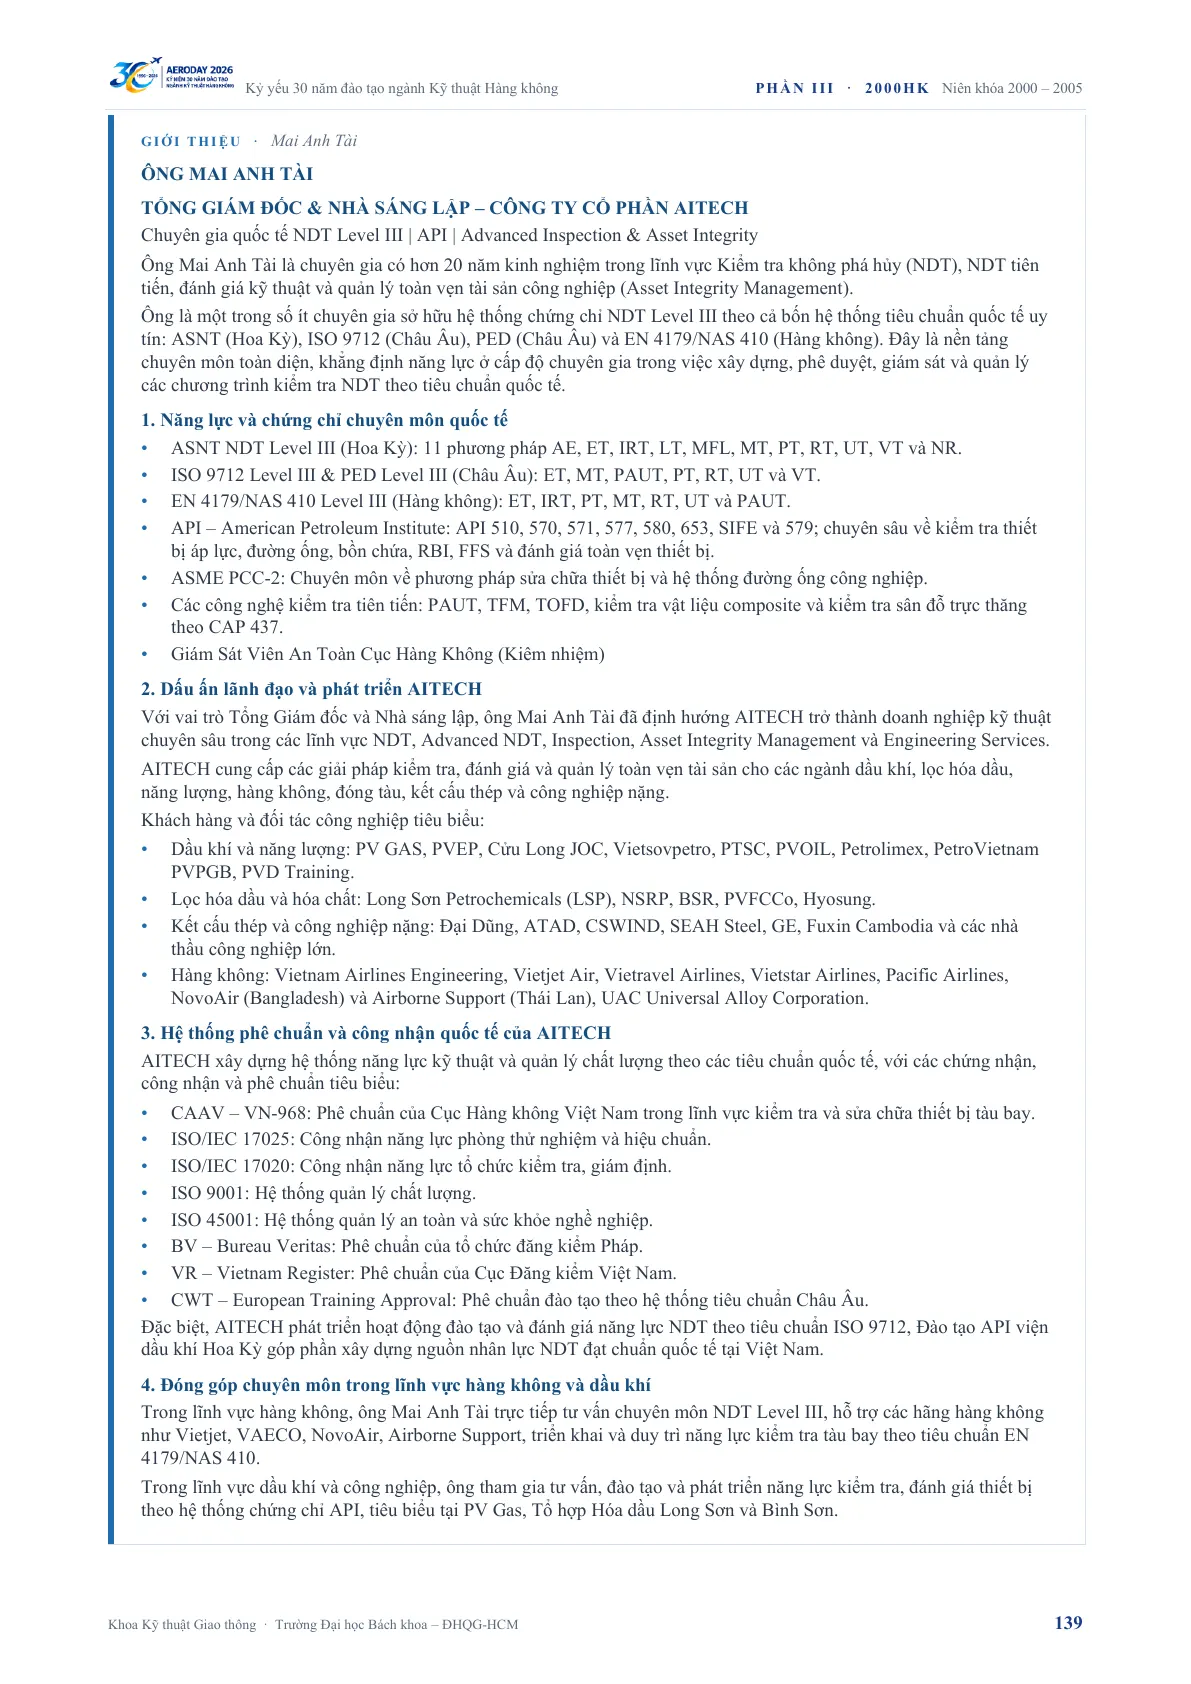 AERODAY 2026
KỶ NIỆM 30 NĂM ĐÀO TẠO
NGÀNH KỸ THUẬT HÀNG KHÔNG
Kỷ yếu 30 năm đào tạo ngành Kỹ thuật Hàng không
PHẦN III · 2000HK Niên khóa 2000 – 2005
GIỚI THIỆU · Mai Anh Tài
ÔNG MAI ANH TÀI
TỔNG GIÁM ĐỐC & NHÀ SÁNG LẬP – CÔNG TY CỔ PHẦN AITECH
Chuyên gia quốc tế NDT Level III | API | Advanced Inspection & Asset Integrity
Ông Mai Anh Tài là chuyên gia có hơn 20 năm kinh nghiệm trong lĩnh vực Kiểm tra không phá hủy (NDT), NDT tiên
tiến, đánh giá kỹ thuật và quản lý toàn vẹn tài sản công nghiệp (Asset Integrity Management).
Ông là một trong số ít chuyên gia sở hữu hệ thống chứng chỉ NDT Level III theo cả bốn hệ thống tiêu chuẩn quốc tế uy
tín: ASNT (Hoa Kỳ), ISO 9712 (Châu Âu), PED (Châu Âu) và EN 4179/NAS 410 (Hàng không). Đây là nền tảng
chuyên môn toàn diện, khẳng định năng lực ở cấp độ chuyên gia trong việc xây dựng, phê duyệt, giám sát và quản lý
các chương trình kiểm tra NDT theo tiêu chuẩn quốc tế.
1. Năng lực và chứng chỉ chuyên môn quốc tế
• ASNT NDT Level III (Hoa Kỳ): 11 phương pháp AE, ET, IRT, LT, MFL, MT, PT, RT, UT, VT và NR.
• ISO 9712 Level III & PED Level III (Châu Âu): ET, MT, PAUT, PT, RT, UT và VT.
• EN 4179/NAS 410 Level III (Hàng không): ET, IRT, PT, MT, RT, UT và PAUT.
• API – American Petroleum Institute: API 510, 570, 571, 577, 580, 653, SIFE và 579; chuyên sâu về kiểm tra thiết
bị áp lực, đường ống, bồn chứa, RBI, FFS và đánh giá toàn vẹn thiết bị.
• ASME PCC-2: Chuyên môn về phương pháp sửa chữa thiết bị và hệ thống đường ống công nghiệp.
• Các công nghệ kiểm tra tiên tiến: PAUT, TFM, TOFD, kiểm tra vật liệu composite và kiểm tra sân đỗ trực thăng
theo CAP 437.
• Giám Sát Viên An Toàn Cục Hàng Không (Kiêm nhiệm)
2. Dấu ấn lãnh đạo và phát triển AITECH
Với vai trò Tổng Giám đốc và Nhà sáng lập, ông Mai Anh Tài đã định hướng AITECH trở thành doanh nghiệp kỹ thuật
chuyên sâu trong các lĩnh vực NDT, Advanced NDT, Inspection, Asset Integrity Management và Engineering Services.
AITECH cung cấp các giải pháp kiểm tra, đánh giá và quản lý toàn vẹn tài sản cho các ngành dầu khí, lọc hóa dầu,
năng lượng, hàng không, đóng tàu, kết cấu thép và công nghiệp nặng.
Khách hàng và đối tác công nghiệp tiêu biểu:
• Dầu khí và năng lượng: PV GAS, PVEP, Cửu Long JOC, Vietsovpetro, PTSC, PVOIL, Petrolimex, PetroVietnam
PVPGB, PVD Training.
• Lọc hóa dầu và hóa chất: Long Sơn Petrochemicals (LSP), NSRP, BSR, PVFCCo, Hyosung.
• Kết cấu thép và công nghiệp nặng: Đại Dũng, ATAD, CSWIND, SEAH Steel, GE, Fuxin Cambodia và các nhà
thầu công nghiệp lớn.
• Hàng không: Vietnam Airlines Engineering, Vietjet Air, Vietravel Airlines, Vietstar Airlines, Pacific Airlines,
NovoAir (Bangladesh) và Airborne Support (Thái Lan), UAC Universal Alloy Corporation.
3. Hệ thống phê chuẩn và công nhận quốc tế của AITECH
AITECH xây dựng hệ thống năng lực kỹ thuật và quản lý chất lượng theo các tiêu chuẩn quốc tế, với các chứng nhận,
công nhận và phê chuẩn tiêu biểu:
• CAAV – VN-968: Phê chuẩn của Cục Hàng không Việt Nam trong lĩnh vực kiểm tra và sửa chữa thiết bị tàu bay.
• ISO/IEC 17025: Công nhận năng lực phòng thử nghiệm và hiệu chuẩn.
• ISO/IEC 17020: Công nhận năng lực tổ chức kiểm tra, giám định.
• ISO 9001: Hệ thống quản lý chất lượng.
• ISO 45001: Hệ thống quản lý an toàn và sức khỏe nghề nghiệp.
• BV – Bureau Veritas: Phê chuẩn của tổ chức đăng kiểm Pháp.
• VR – Vietnam Register: Phê chuẩn của Cục Đăng kiểm Việt Nam.
• CWT – European Training Approval: Phê chuẩn đào tạo theo hệ thống tiêu chuẩn Châu Âu.
Đặc biệt, AITECH phát triển hoạt động đào tạo và đánh giá năng lực NDT theo tiêu chuẩn ISO 9712, Đào tạo API viện
dầu khí Hoa Kỳ góp phần xây dựng nguồn nhân lực NDT đạt chuẩn quốc tế tại Việt Nam.
4. Đóng góp chuyên môn trong lĩnh vực hàng không và dầu khí
Trong lĩnh vực hàng không, ông Mai Anh Tài trực tiếp tư vấn chuyên môn NDT Level III, hỗ trợ các hãng hàng không
như Vietjet, VAECO, NovoAir, Airborne Support, triển khai và duy trì năng lực kiểm tra tàu bay theo tiêu chuẩn EN
4179/NAS 410.
Trong lĩnh vực dầu khí và công nghiệp, ông tham gia tư vấn, đào tạo và phát triển năng lực kiểm tra, đánh giá thiết bị
theo hệ thống chứng chỉ API, tiêu biểu tại PV Gas, Tổ hợp Hóa dầu Long Sơn và Bình Sơn.
Khoa Kỹ thuật Giao thông · Trường Đại học Bách khoa – ĐHQG-HCM
139